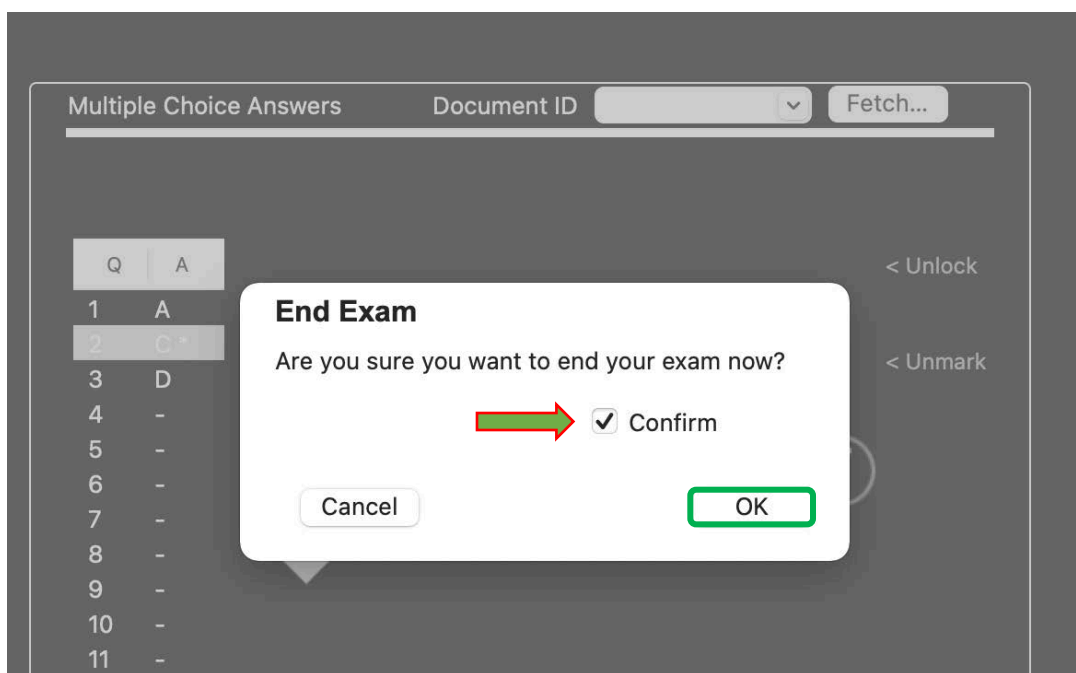 Multiple Choice Answers Document ID Fetch...
Q A
< Unlock
1 A
2 C *
3 D
< Unmark
4 -
5 -
6 -
7 -
8 -
9 -
10 -
11 -
End Exam
Are you sure you want to end your exam now?
Confirm
Cancel OK